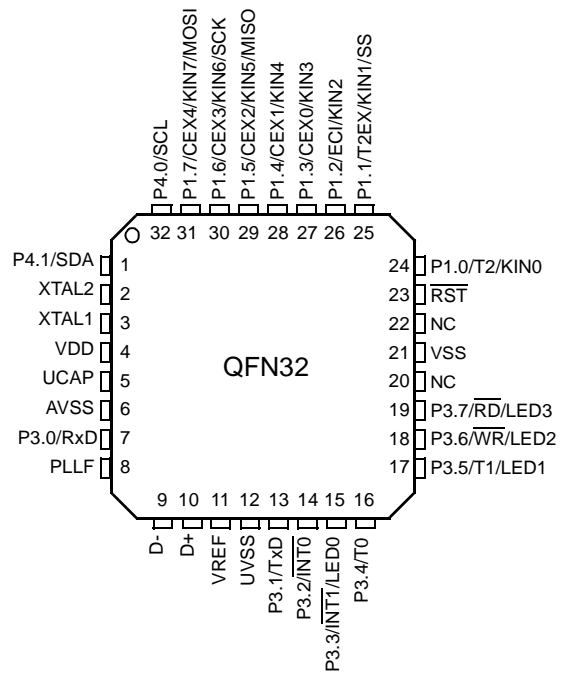 P4.0/SCL
P1.7/CEX4/KIN7/MOSI
P1.6/CEX3/KIN6/SCK
P1.5/CEX2/KIN5/MISO
P1.4/CEX1/KIN4
P1.3/CEX0/KIN3
P1.2/ECI/KIN2
P1.1/T2EX/KIN1/SS
32 31 30 29 28 27 26 25
P4.1/SDA 1
XTAL2 2
XTAL1 3
VDD 4
UCAP 5
AVSS 6
P3.0/RxD 7
PLLF 8
QFN32
24 P1.0/T2/KIN0
23 R̅S̅T̅
22 NC
21 VSS
20 NC
19 P3.7/R̅D̅/LED3
18 P3.6/W̅R̅/LED2
17 P3.5/T1/LED1
9 10 11 12 13 14 15 16
D-
D+
VREF
UVSS
P3.1/TxD
P3.2/I̅N̅T̅0̅
P3.3/I̅N̅T̅1̅/LED0
P3.4/T0